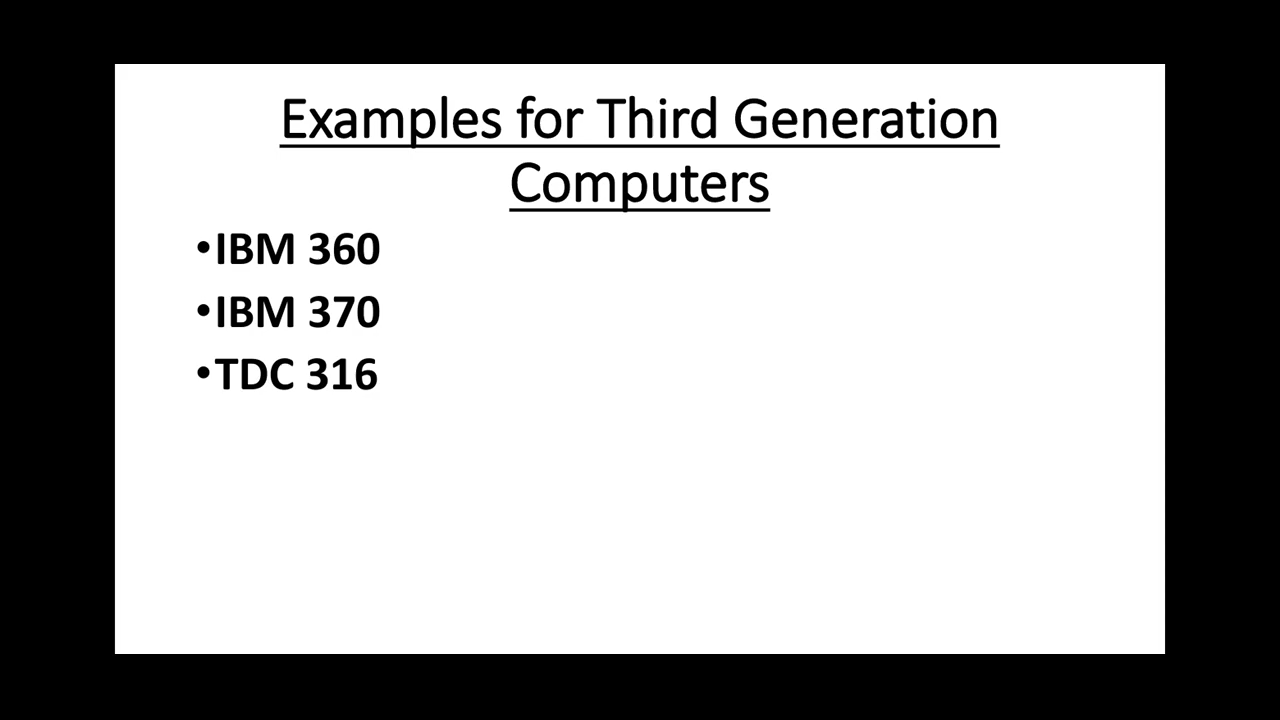 Examples for Third Generation
Computers
•IBM 360
•IBM 370
•TDC 316